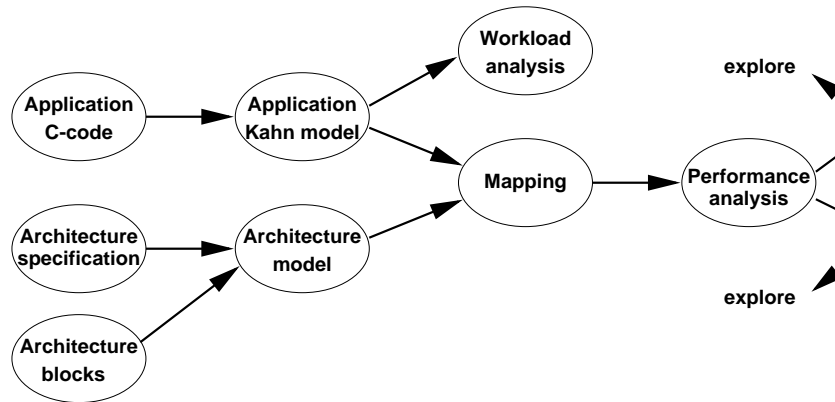 Workload
analysis
explore
Application
C-code
Application
Kahn model
Mapping
Performance
analysis
Architecture
specification
Architecture
model
explore
Architecture
blocks